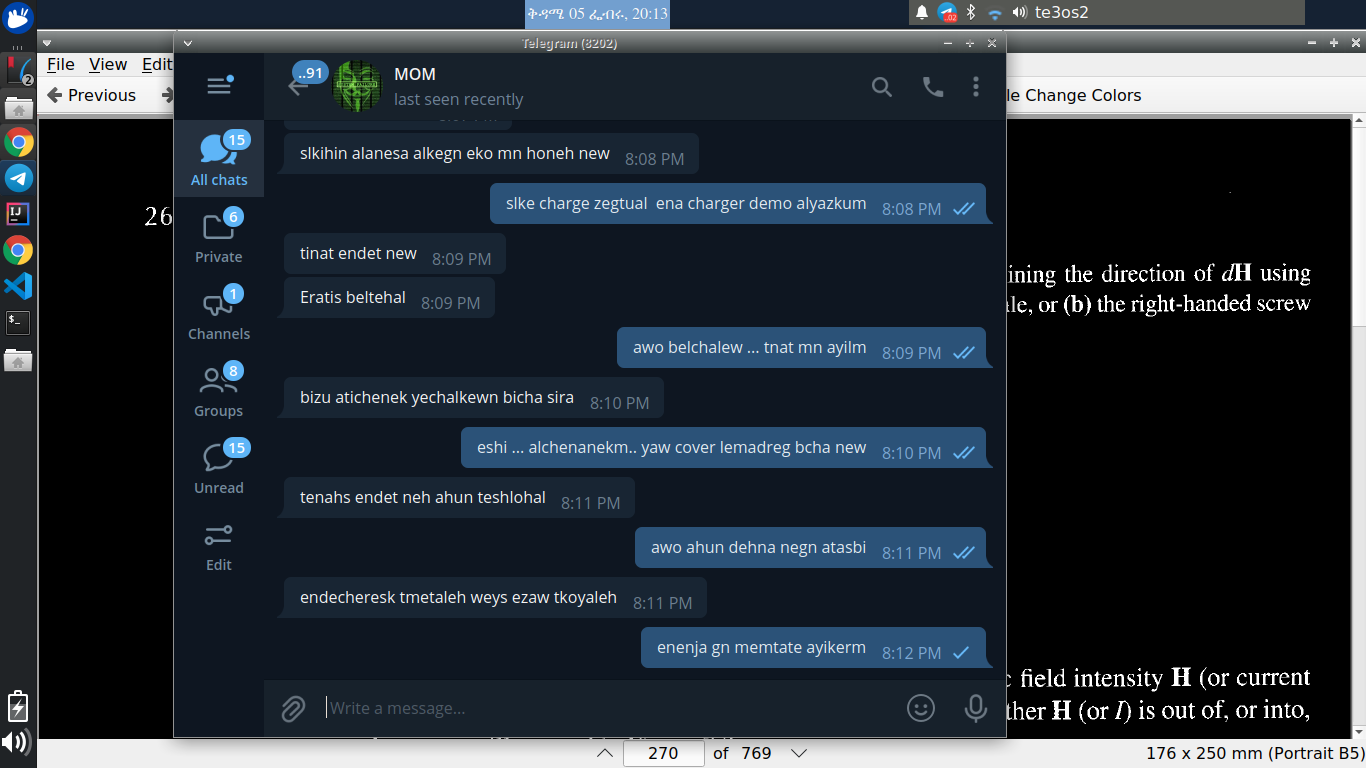 ቅዳሜ 05 ፌብሩ, 20:13
02
te3os2
Telegram (8202)
File View Edit
2
Previous
le Change Colors
..91
MOM
last seen recently
15
All chats
6
Private
1
Channels
8
Groups
15
Unread
Edit
slkihin alanesa alkegn eko mn honeh new 8:08 PM
slke charge zegtual ena charger demo alyazkum 8:08 PM
tinat endet new 8:09 PM
Eratis beltehal 8:09 PM
awo belchalew ... tnat mn ayilm 8:09 PM
bizu atichenek yechalkewn bicha sira 8:10 PM
eshi ... alchenanekm.. yaw cover lemadreg bcha new 8:10 PM
tenahs endet neh ahun teshlohal 8:11 PM
awo ahun dehna negn atasbi 8:11 PM
endecheresk tmetaleh weys ezaw tkoyaleh 8:11 PM
enenja gn memtate ayikerm 8:12 PM
Write a message...
26
ining the direction of dH using
le, or (b) the right-handed screw
c field intensity H (or current
ther H (or I) is out of, or into,
270 of 769
176 x 250 mm (Portrait B5)